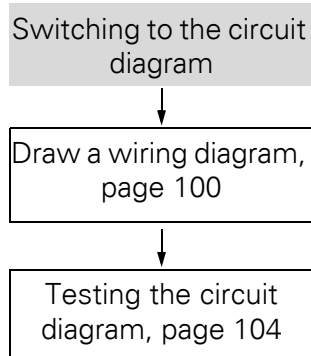 Switching to the circuit
diagram
Draw a wiring diagram,
page 100
Testing the circuit
diagram, page 104